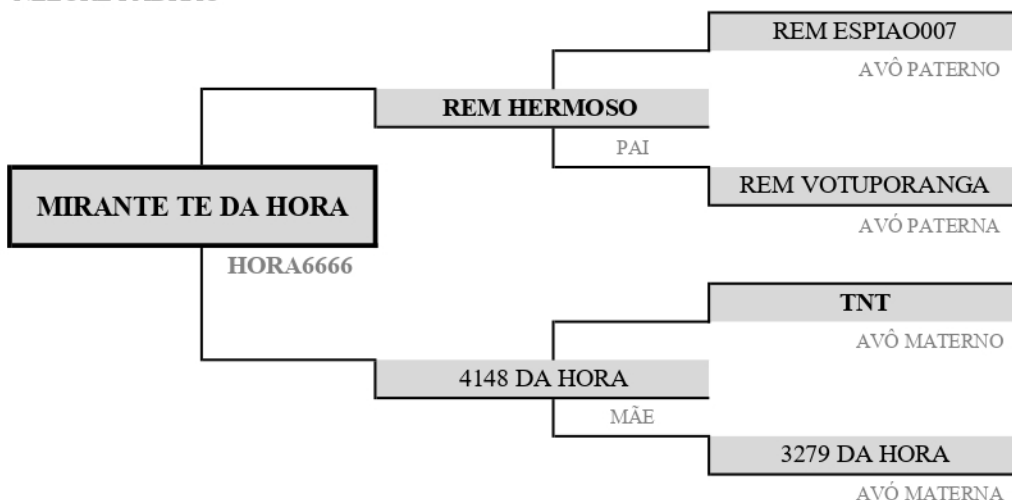 REM ESPIAO007
AVÔ PATERNO
REM HERMOSO
PAI
REM VOTUPORANGA
AVÓ PATERNA
MIRANTE TE DA HORA
HORA6666
TNT
AVÔ MATERNO
4148 DA HORA
MÃE
3279 DA HORA
AVÓ MATERNA